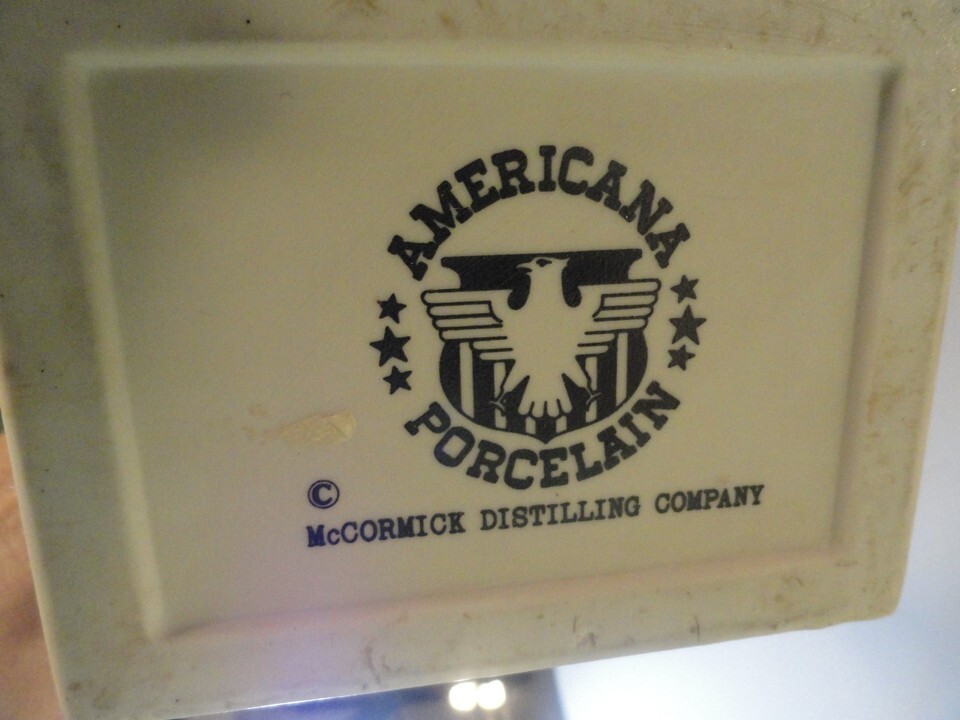 AMERICANA
PORCELAIN
©
McCORMICK DISTILLING COMPANY